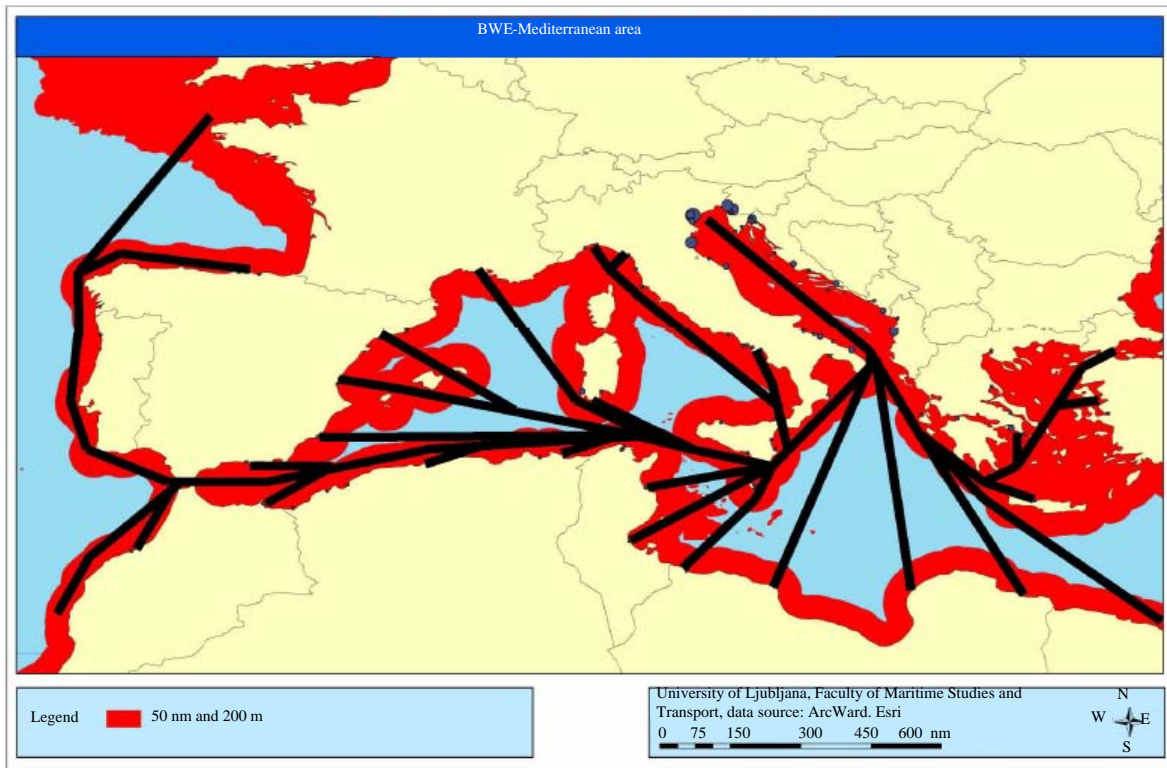 BWE-Mediterranean area
Legend
50 nm and 200 m
University of Ljubljana, Faculty of Maritime Studies and
Transport, data source: ArcWard. Esri
0 75 150 300 450 600 nm
N
W E
S